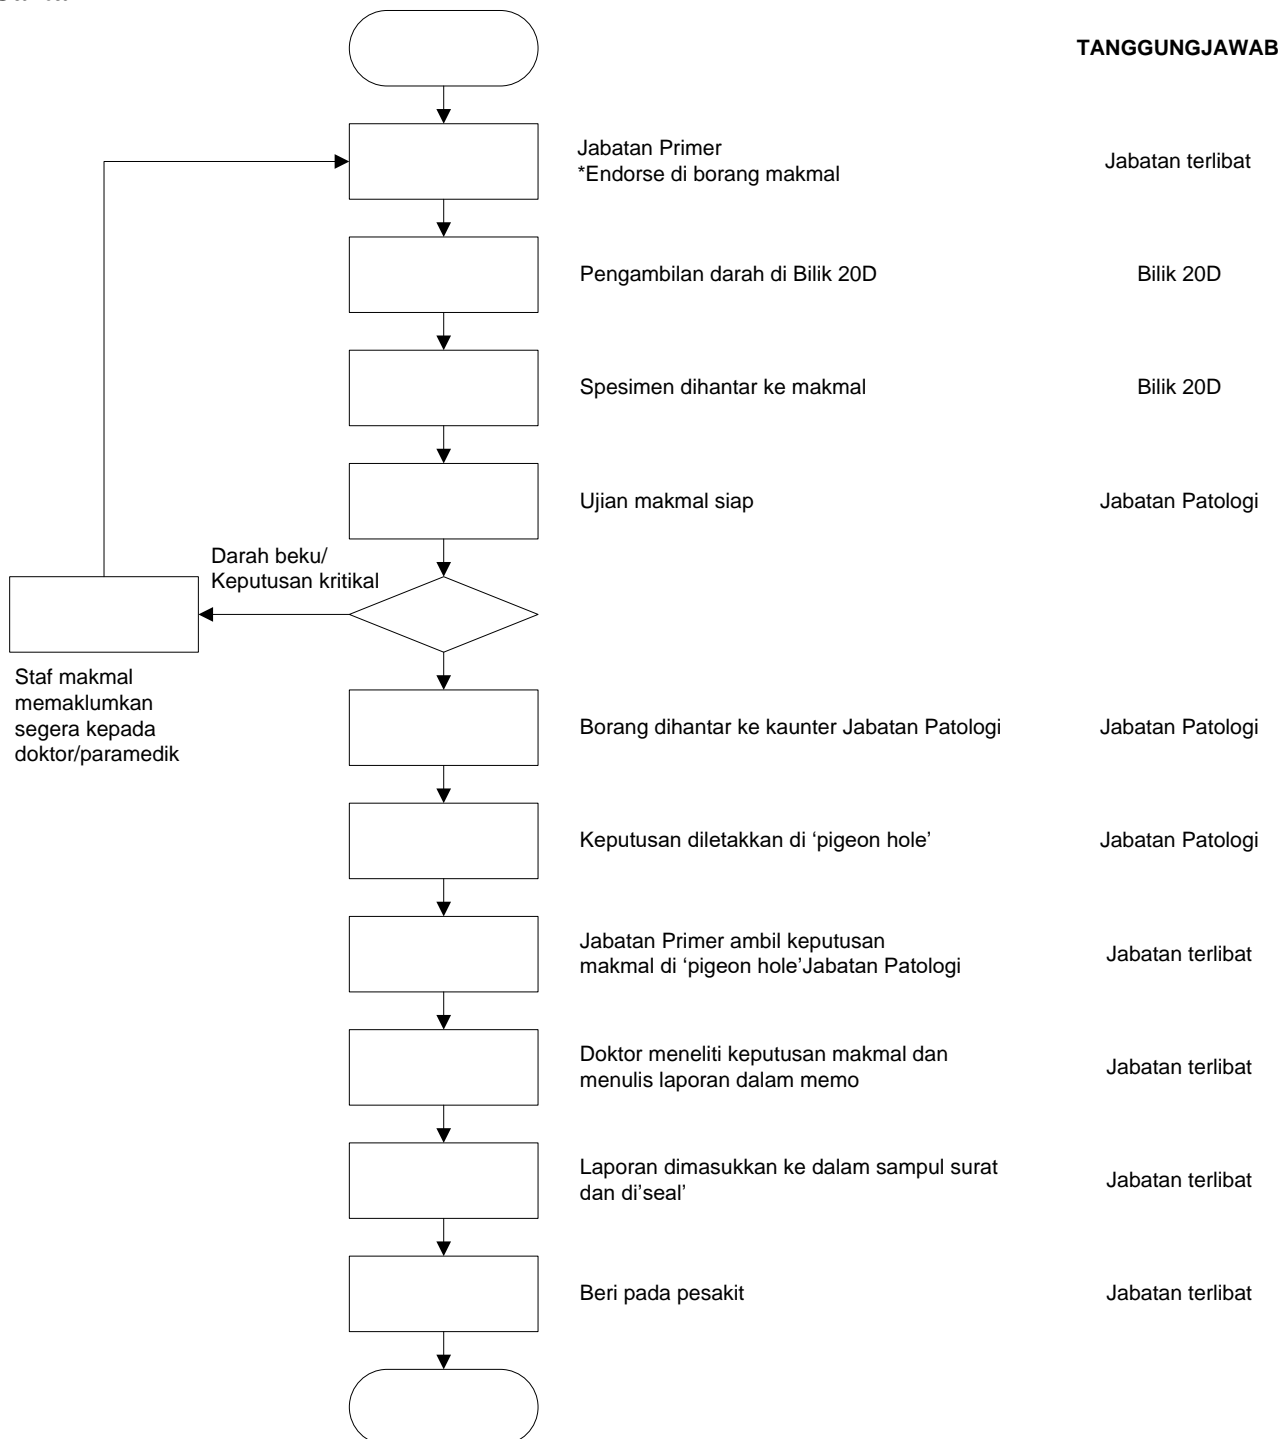 TANGGUNGJAWAB
Jabatan Primer
*Endorse di borang makmal
Jabatan terlibat
Pengambilan darah di Bilik 20D
Bilik 20D
Spesimen dihantar ke makmal
Bilik 20D
Ujian makmal siap
Jabatan Patologi
Darah beku/
Keputusan kritikal
Staf makmal
memaklumkan
segera kepada
doktor/paramedik
Borang dihantar ke kaunter Jabatan Patologi
Jabatan Patologi
Keputusan diletakkan di ‘pigeon hole’
Jabatan Patologi
Jabatan Primer ambil keputusan
makmal di ‘pigeon hole’Jabatan Patologi
Jabatan terlibat
Doktor meneliti keputusan makmal dan
menulis laporan dalam memo
Jabatan terlibat
Laporan dimasukkan ke dalam sampul surat
dan di’seal’
Jabatan terlibat
Beri pada pesakit
Jabatan terlibat